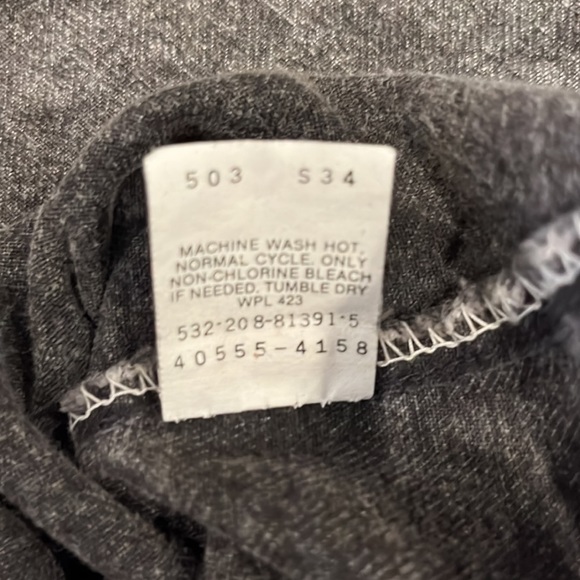 503 S34
MACHINE WASH HOT,
NORMAL CYCLE. ONLY
NON-CHLORINE BLEACH
IF NEEDED. TUMBLE DRY
WPL 423
532-208-81391-5
40555-4158